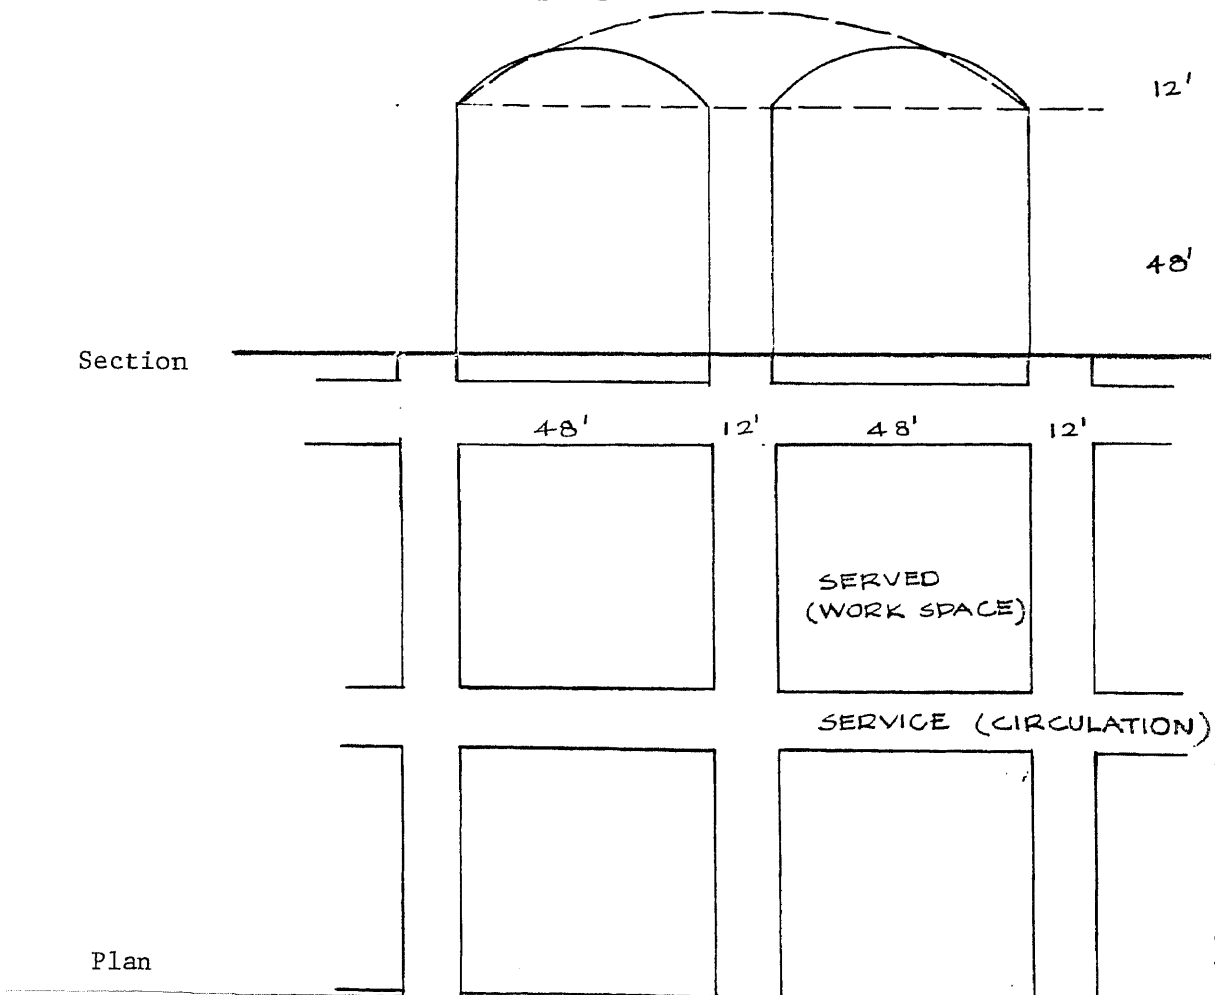 12'
48'
Section
48' 12' 48' 12'
SERVED
(WORK SPACE)
SERVICE (CIRCULATION)
Plan